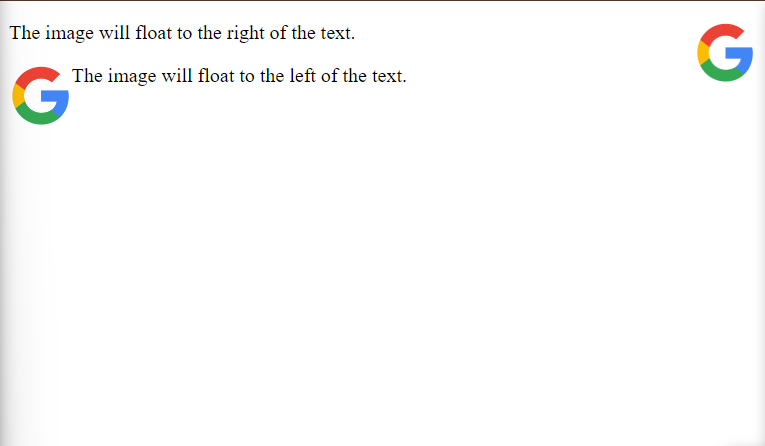 The image will float to the right of the text.
The image will float to the left of the text.